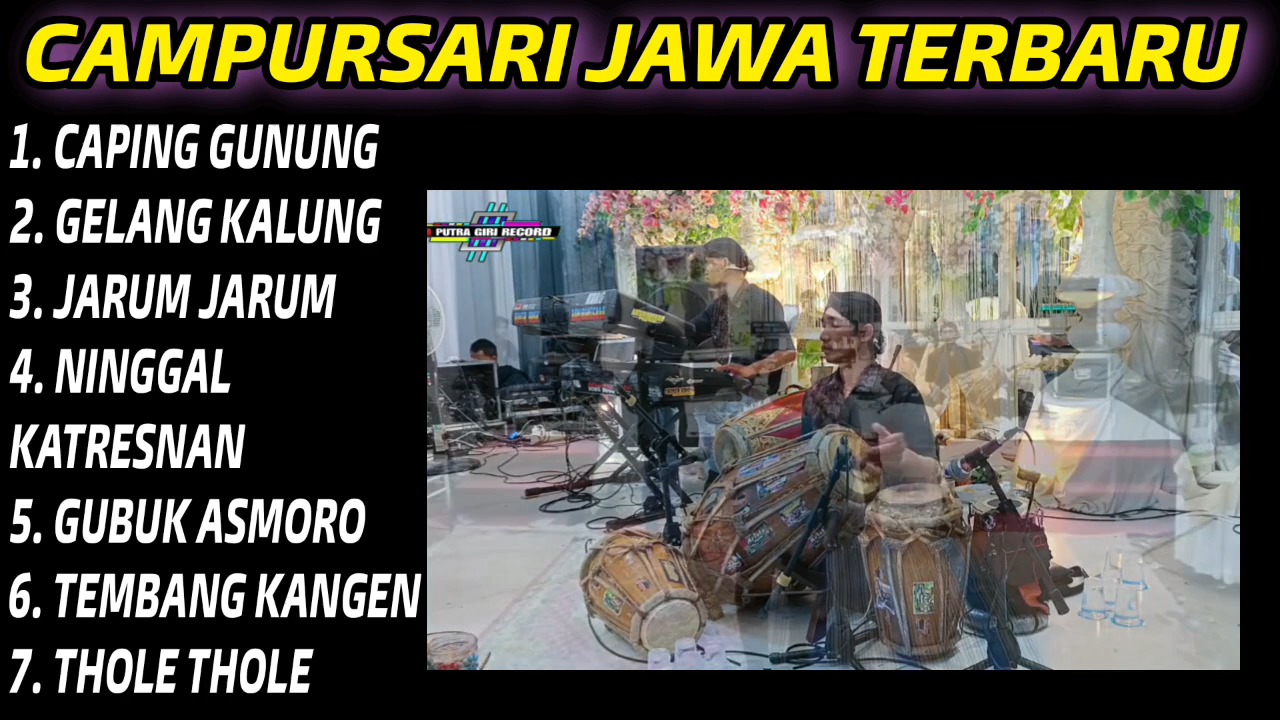 CAMPURSARI JAWA TERBARU
1. CAPING GUNUNG
2. GELANG KALUNG
3. JARUM JARUM
4. NINGGAL
KATRESNAN
5. GUBUK ASMORO
6. TEMBANG KANGEN
7. THOLE THOLE
PUTRA GIRI RECORD